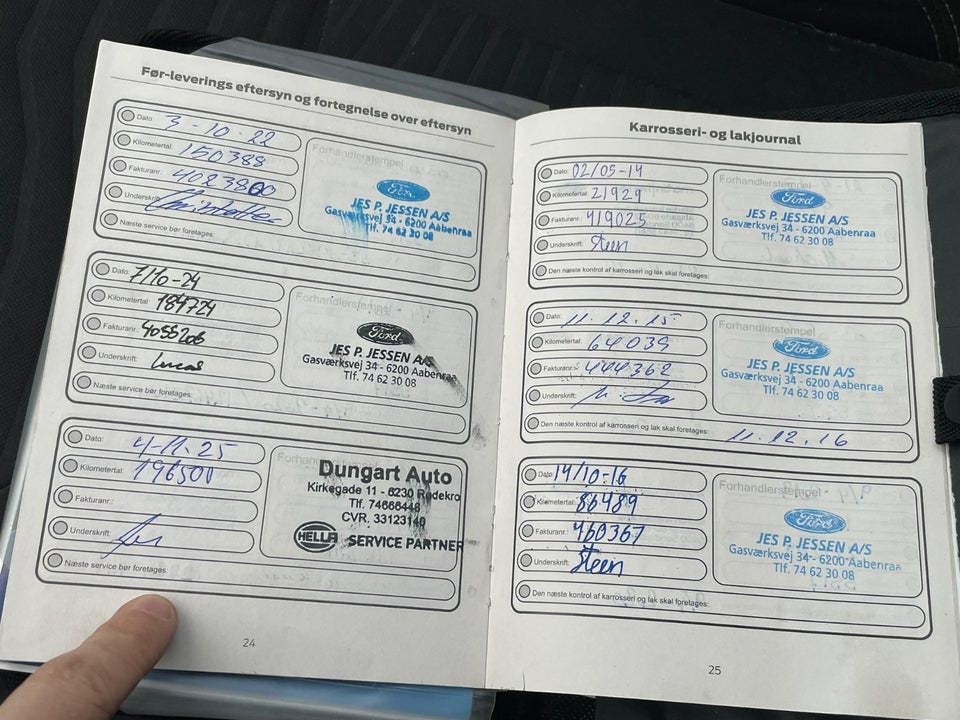 Før-leverings eftersyn og fortegnelse over eftersyn
Dato: 3-10-22
Kilometertal: 150388
Fakturanr.: 4023800
Underskrift:
Næste service bør foretages:
Forhandlerstempel
Ford
JES P. JESSEN A/S
Gasværksvej 34 - 6200 Aabenraa
Tlf. 74 62 30 08
Dato: 7/10-24
Kilometertal: 184724
Fakturanr.: 4055206
Underskrift: Lucas
Næste service bør foretages:
Forhandlerstempel
Ford
JES P. JESSEN A/S
Gasværksvej 34 - 6200 Aabenraa
Tlf. 74 62 30 08
Dato: 4-11-25
Kilometertal: 196500
Fakturanr.:
Underskrift:
Næste service bør foretages:
Dungart Auto
Kirkegade 11 - 6230 Rødekro
Tlf. 74666448
CVR. 33123140
HELLA SERVICE PARTNER
24
Karrosseri- og lakjournal
Dato: 02/05-14
Kilometertal: 21929
Fakturanr.: 419025
Underskrift: Steen
Den næste kontrol af karrosseri og lak skal foretages:
Forhandlerstempel
Ford
JES P. JESSEN A/S
Gasværksvej 34 - 6200 Aabenraa
Tlf. 74 62 30 08
Dato: 11.12.15
Kilometertal: 64039
Fakturanr.: 444362
Underskrift:
Den næste kontrol af karrosseri og lak skal foretages: 11.12.16
Forhandlerstempel
Ford
JES P. JESSEN A/S
Gasværksvej 34 - 6200 Aabenraa
Tlf. 74 62 30 08
Dato: 14/10-16
Kilometertal: 86489
Fakturanr.: 460367
Underskrift: Steen
Den næste kontrol af karrosseri og lak skal foretages:
Forhandlerstempel
Ford
JES P. JESSEN A/S
Gasværksvej 34 - 6200 Aabenraa
Tlf. 74 62 30 08
25